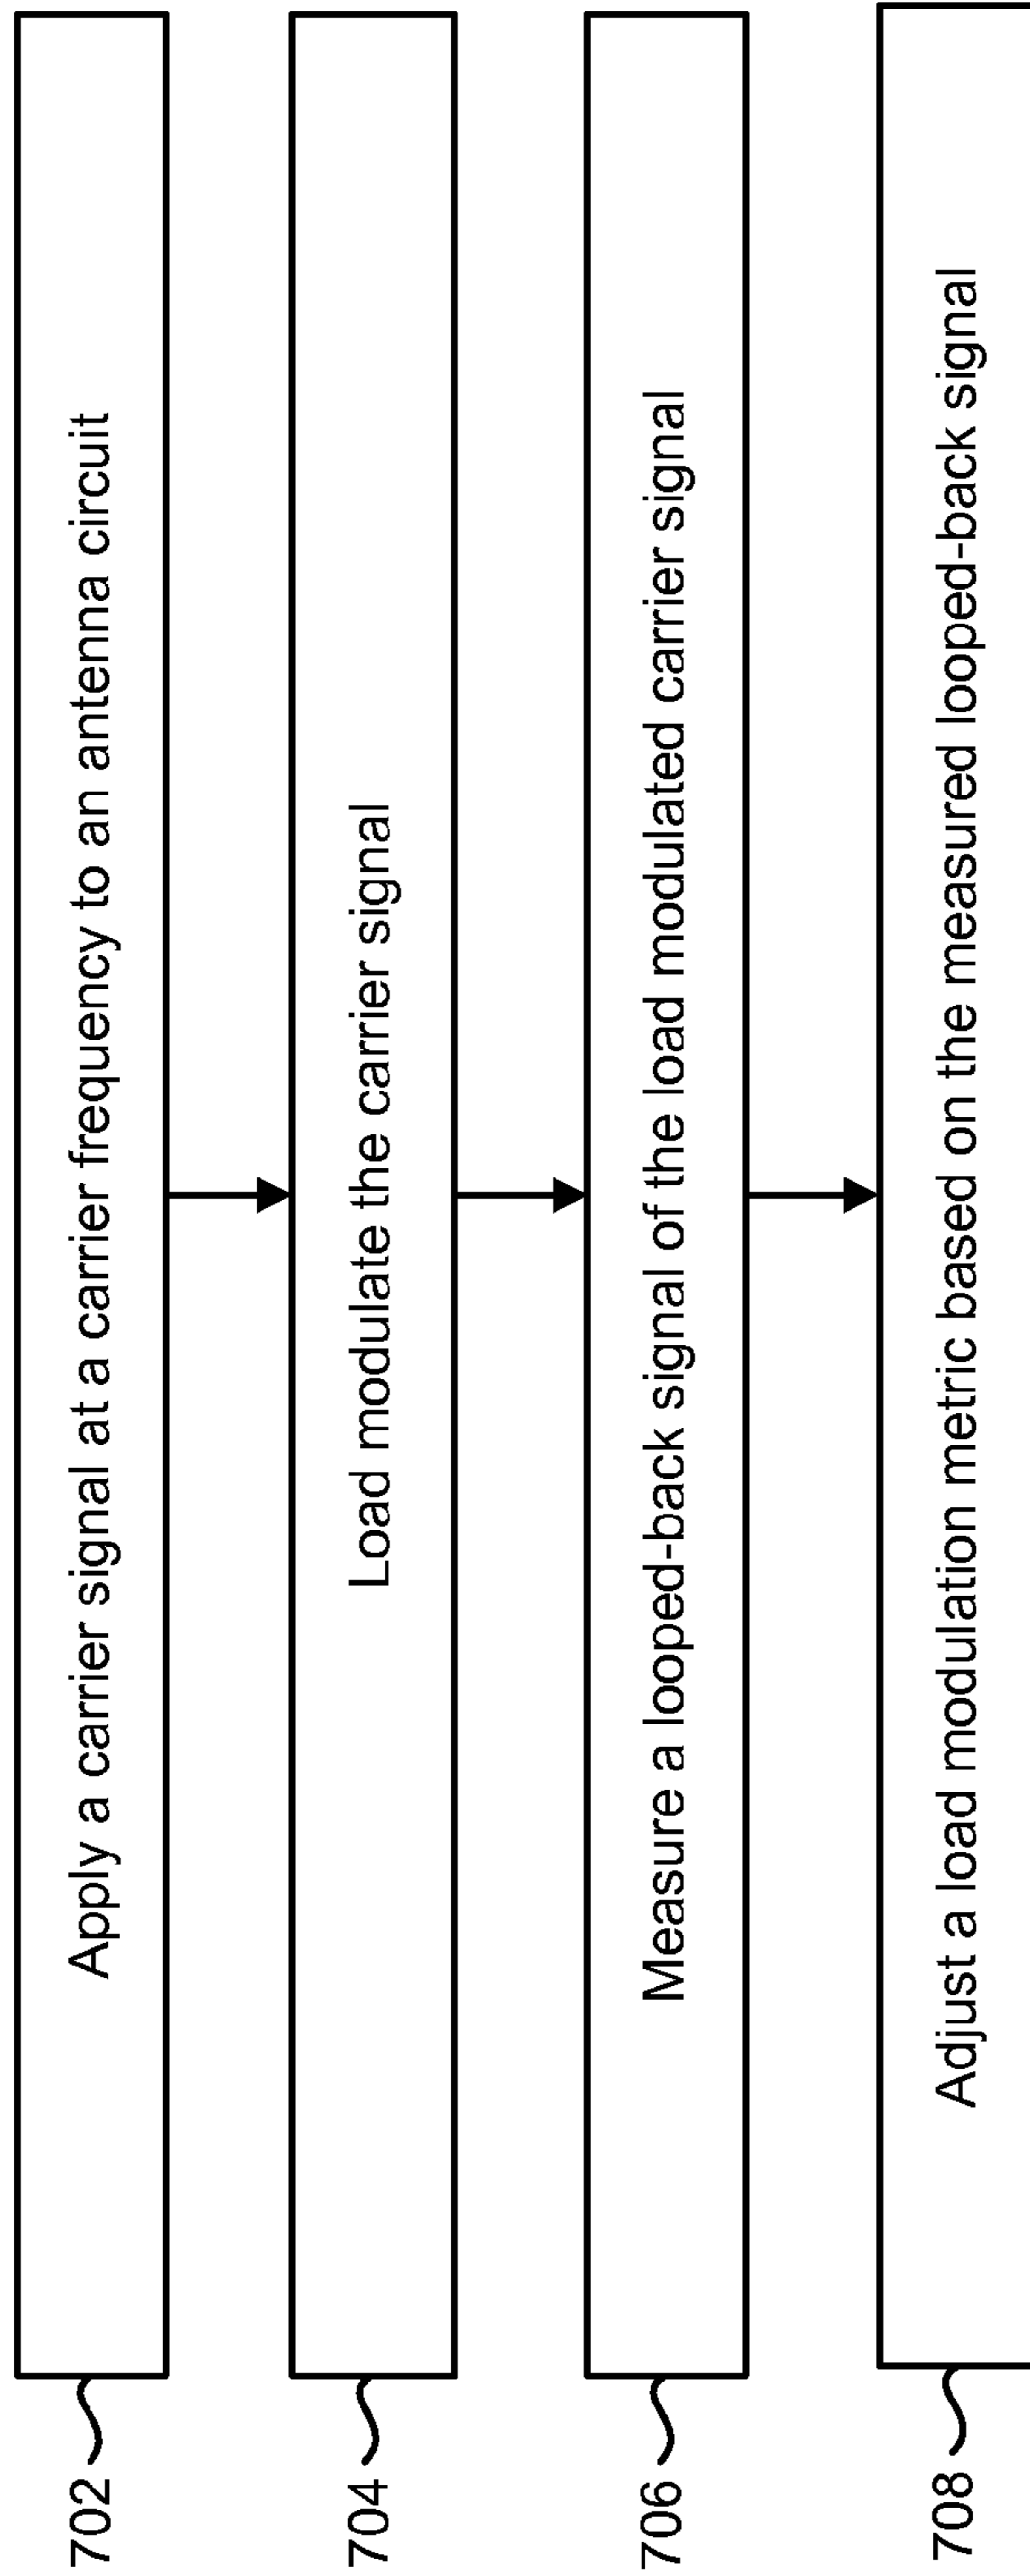 702
Apply a carrier signal at a carrier frequency to an antenna circuit
704
Load modulate the carrier signal
706
Measure a looped-back signal of the load modulated carrier signal
708
Adjust a load modulation metric based on the measured looped-back signal